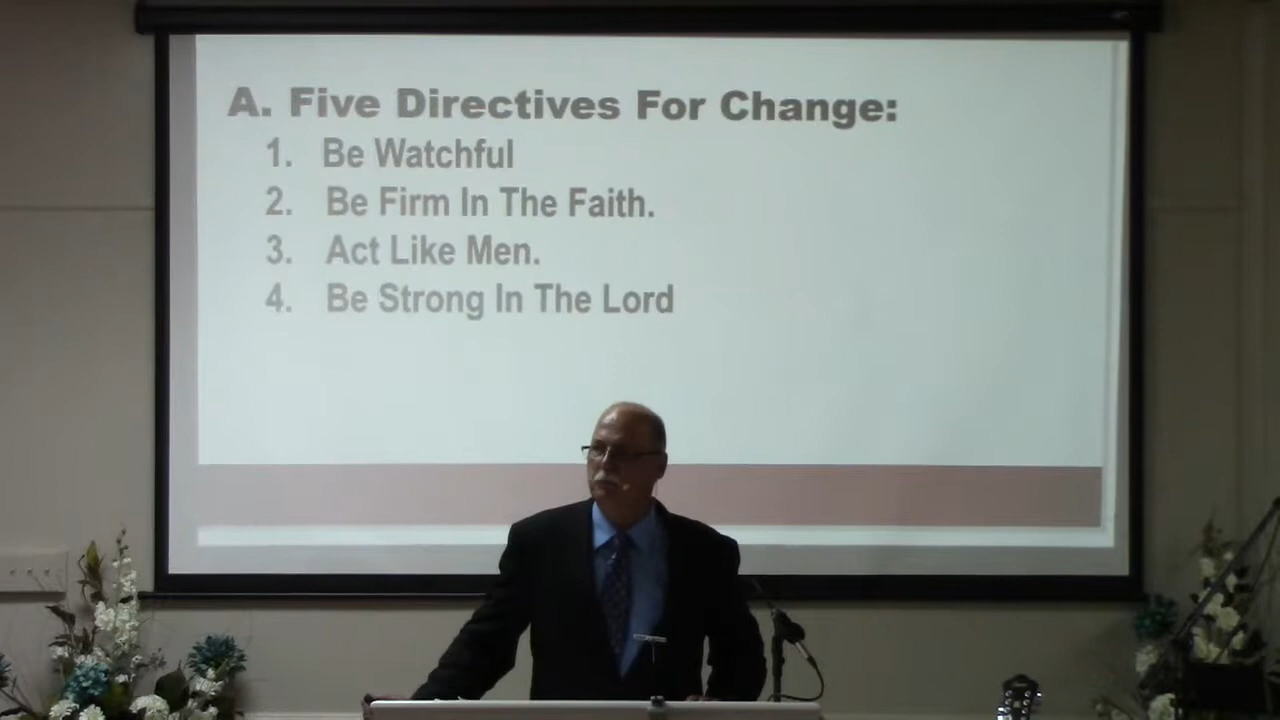 A. Five Directives For Change:
1. Be Watchful
2. Be Firm In The Faith.
3. Act Like Men.
4. Be Strong In The Lord